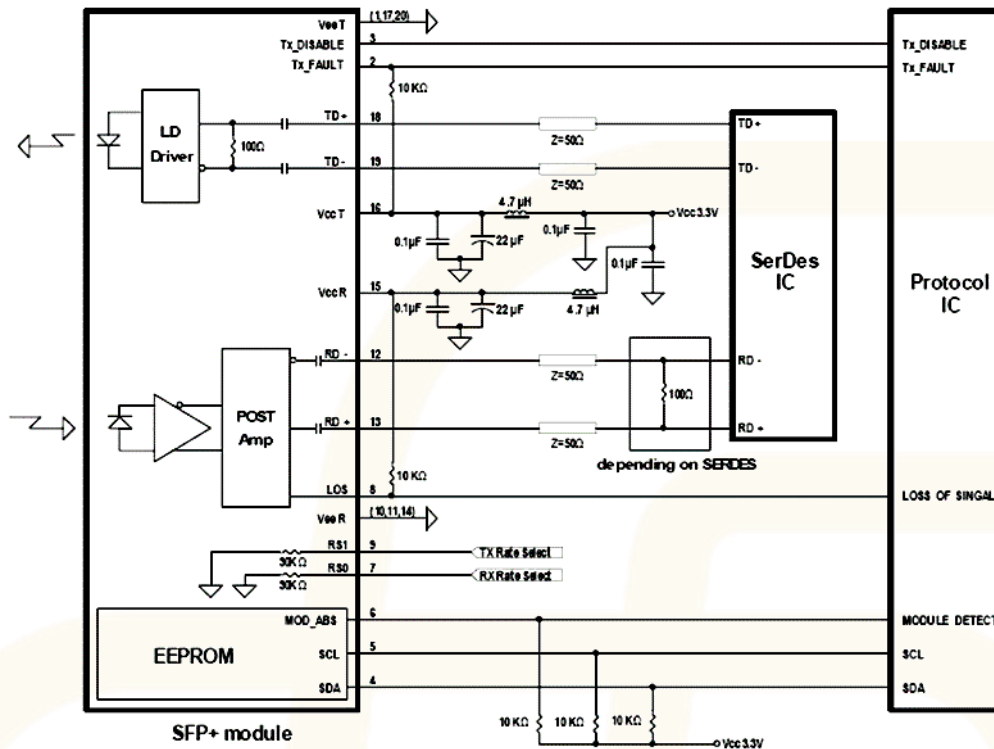 VeeT (1,17,20)
Tx_DISABLE 3 Tx_DISABLE
Tx_FAULT 2 Tx_FAULT
10 KΩ
LD Driver
100Ω
TD+ 18 TD+
Z=50Ω
TD- 19 TD-
Z=50Ω
VccT 16
4.7 μH
Vcc3.3V
0.1μF
22 μF
0.1μF
0.1μF
SerDes IC
Protocol IC
VccR 15
0.1μF
22 μF
4.7 μH
RD - 12 RD -
Z=50Ω
100Ω
POST Amp
RD + 13 RD +
Z=50Ω
depending on SERDES
10 KΩ
LOS 8 LOSS OF SINGAL
VeeR (10,11,14)
RS1 9 TX Rate Select
30KΩ
RS0 7 RX Rate Select
30KΩ
EEPROM
MOD_ABS 6 MODULE DETECT
SCL 5 SCL
SDA 4 SDA
10 KΩ 10 KΩ 10 KΩ
Vcc3.3V
SFP+ module